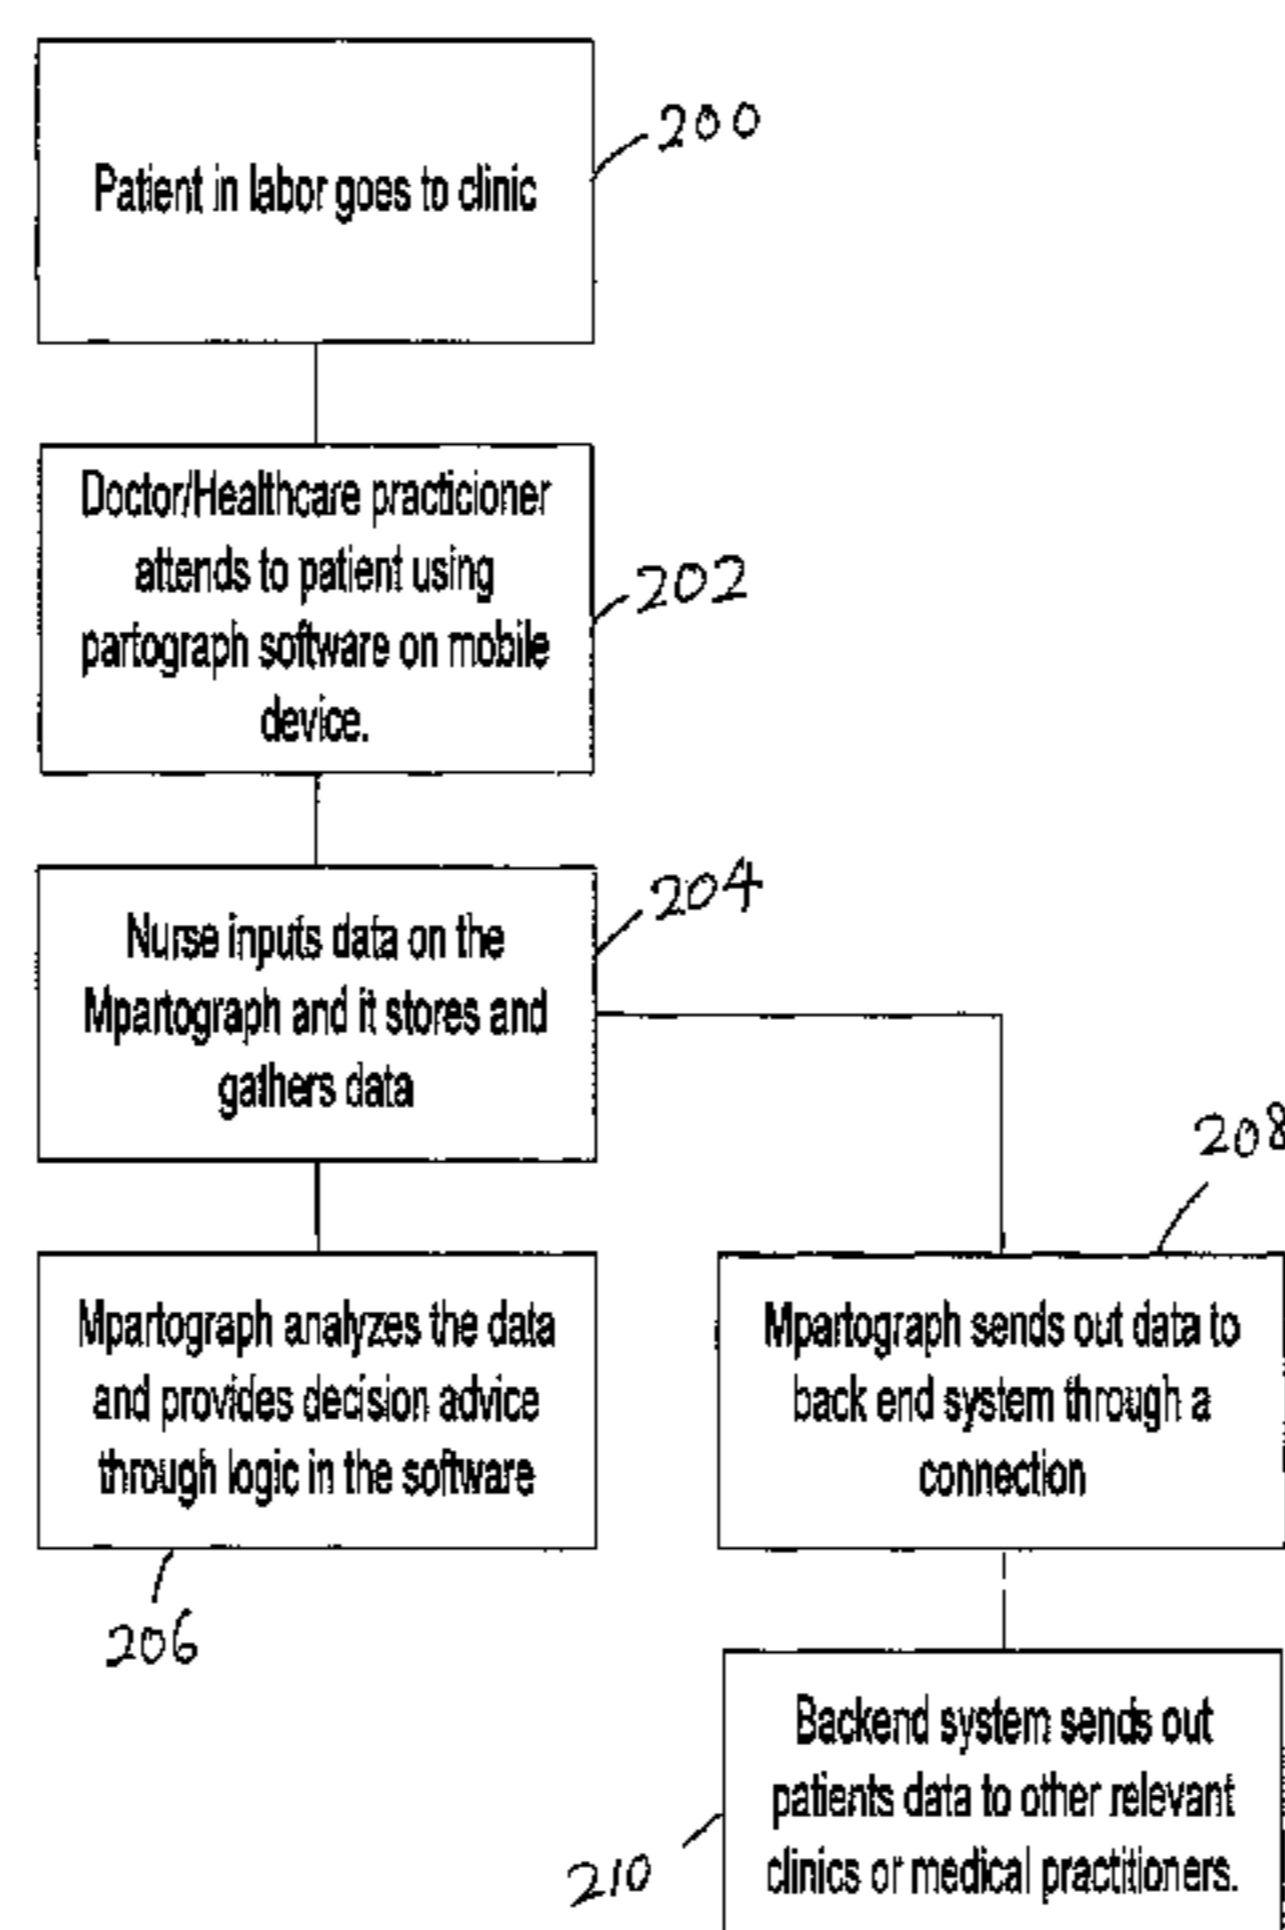 Patient in labor goes to clinic
200
Doctor/Healthcare practicioner
attends to patient using
partograph software on mobile
device.
202
Nurse inputs data on the
Mpartograph and it stores and
gathers data
204
Mpartograph analyzes the data
and provides decision advice
through logic in the software
206
208
Mpartograph sends out data to
back end system through a
connection
Backend system sends out
patients data to other relevant
clinics or medical practitioners.
210